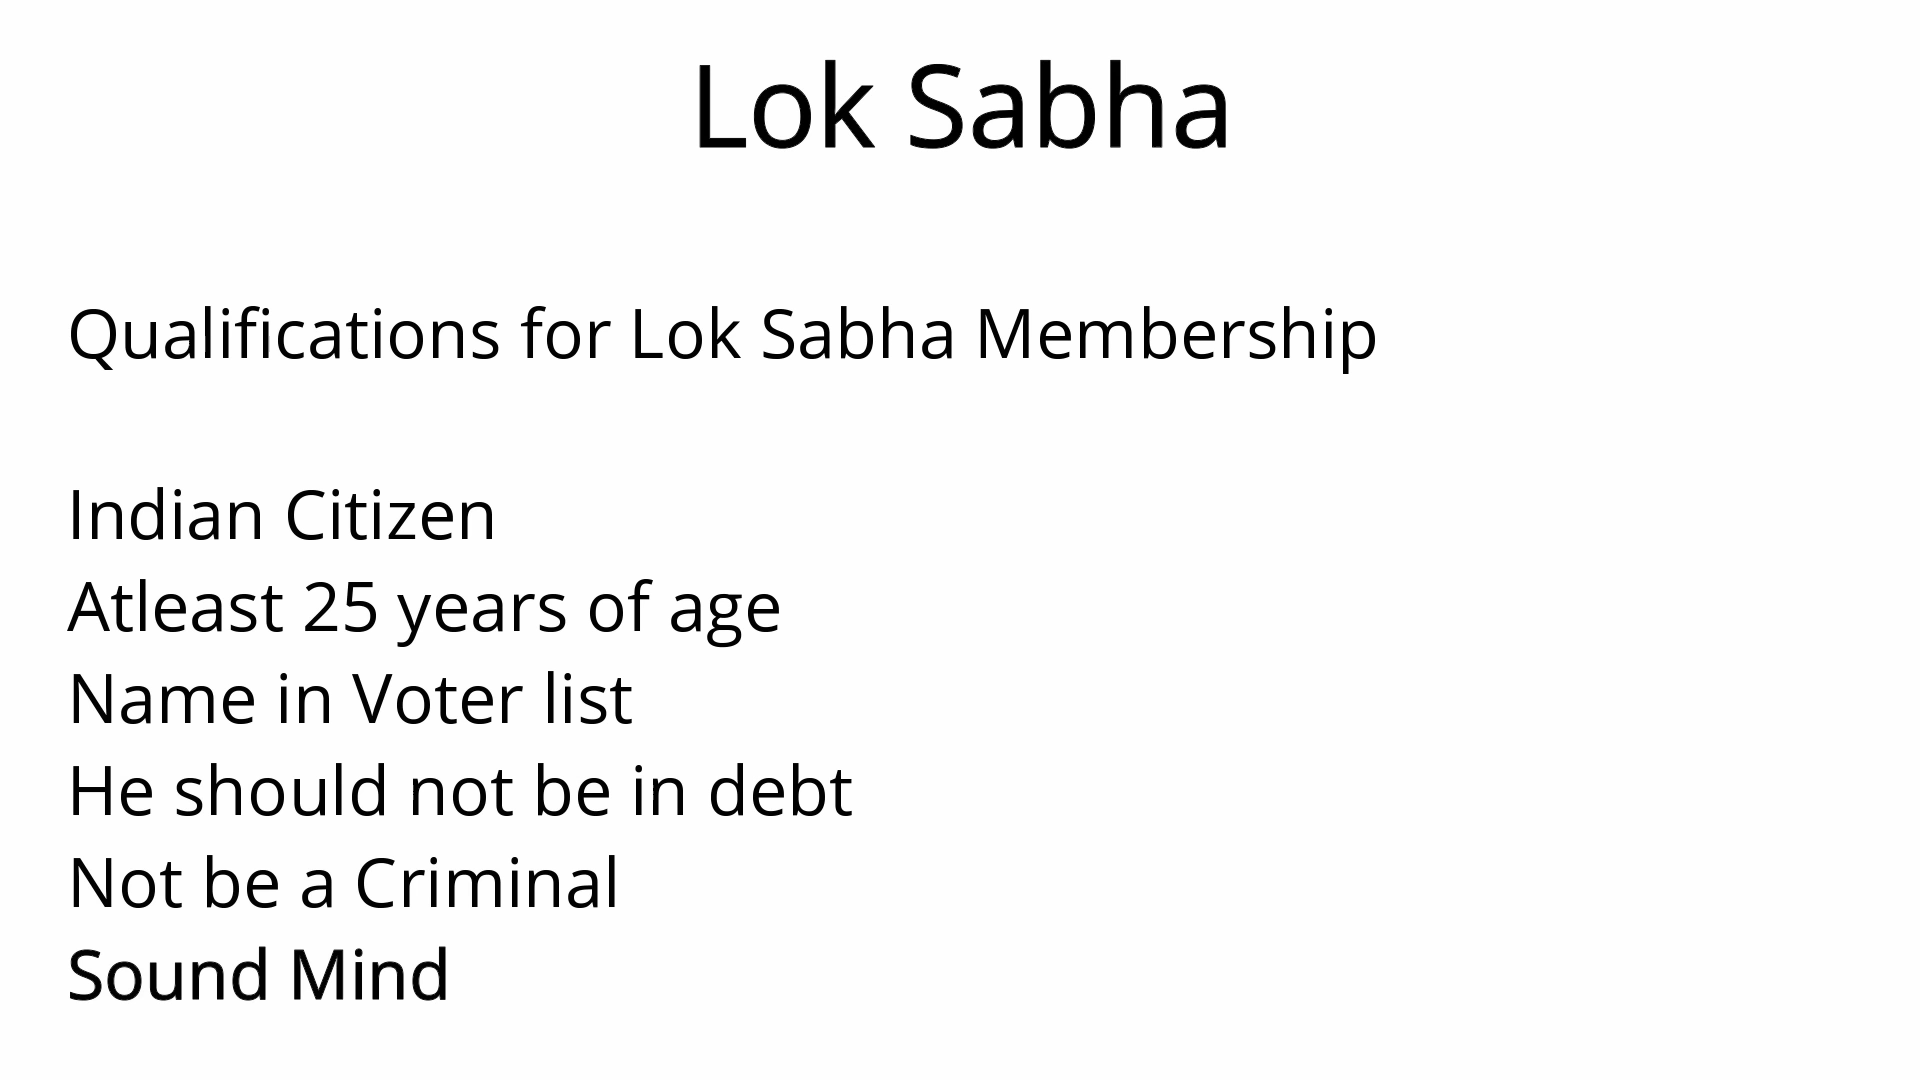 Lok Sabha
Qualifications for Lok Sabha Membership
Indian Citizen
Atleast 25 years of age
Name in Voter list
He should not be in debt
Not be a Criminal
Sound Mind